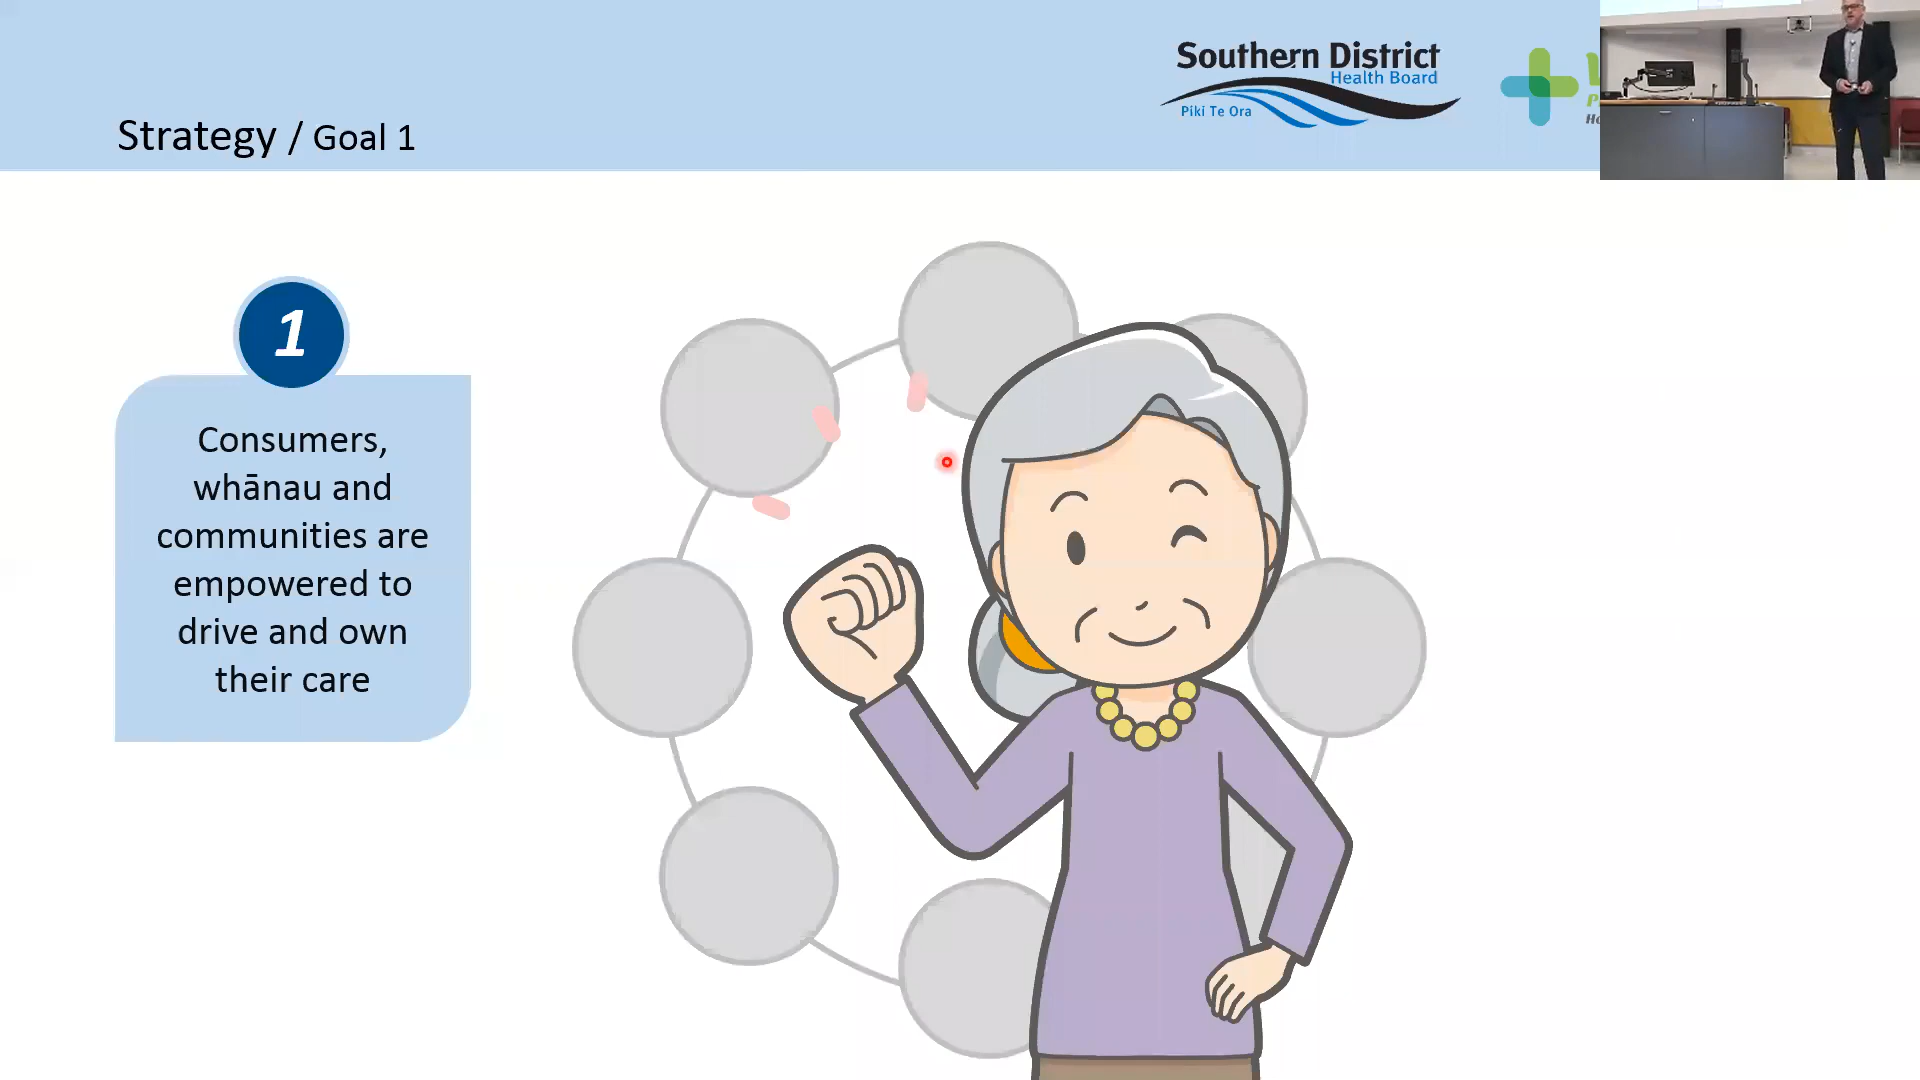 Southern District
Health Board
Piki Te Ora
Strategy / Goal 1
1
Consumers,
whānau and
communities are
empowered to
drive and own
their care